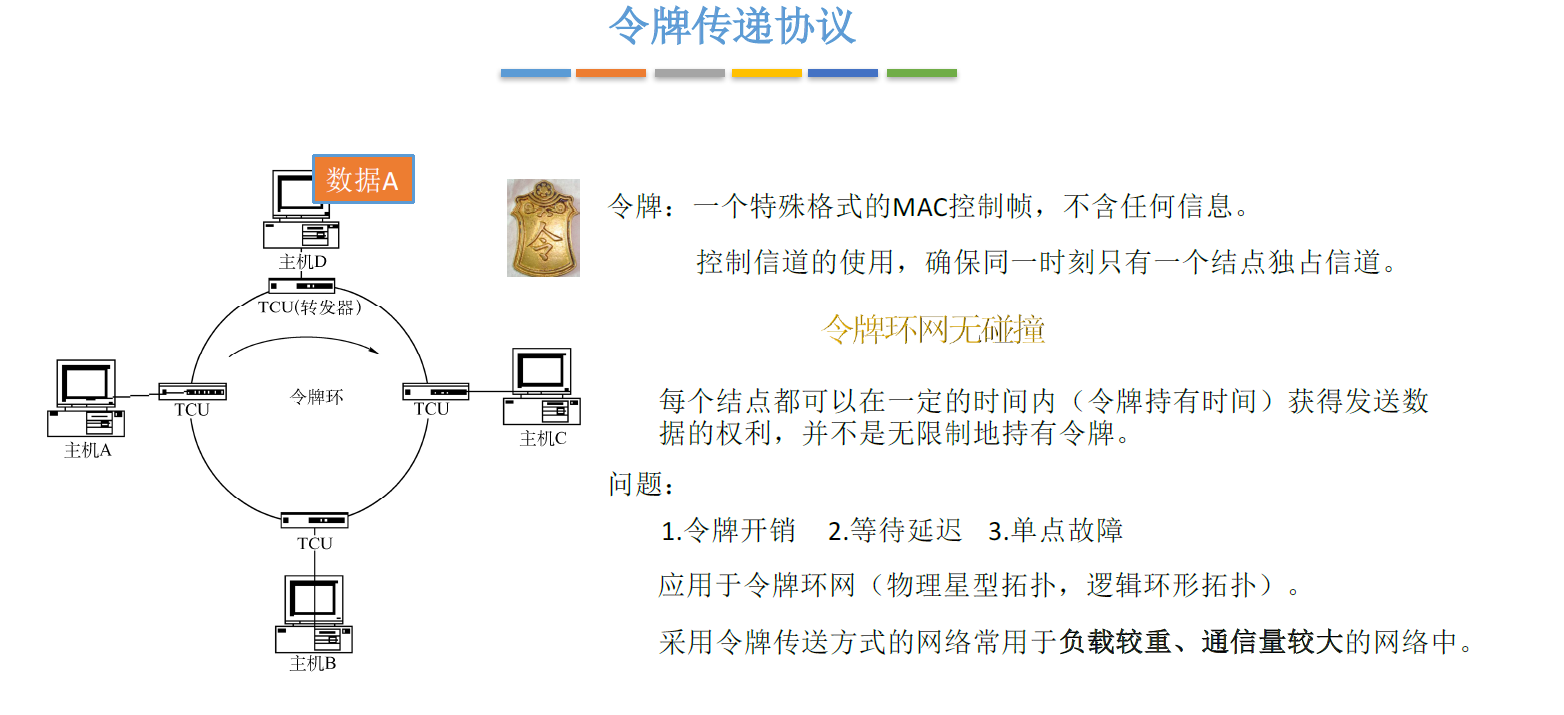 令牌传递协议
数据A
主机D
TCU(转发器)
令牌环
TCU
主机A
TCU
主机C
TCU
主机B
令
令牌：一个特殊格式的MAC控制帧，不含任何信息。
控制信道的使用，确保同一时刻只有一个结点独占信道。
令牌环网无碰撞
每个结点都可以在一定的时间内（令牌持有时间）获得发送数
据的权利，并不是无限制地持有令牌。
问题：
1.令牌开销 2.等待延迟 3.单点故障
应用于令牌环网（物理星型拓扑，逻辑环形拓扑）。
采用令牌传送方式的网络常用于负载较重、通信量较大的网络中。